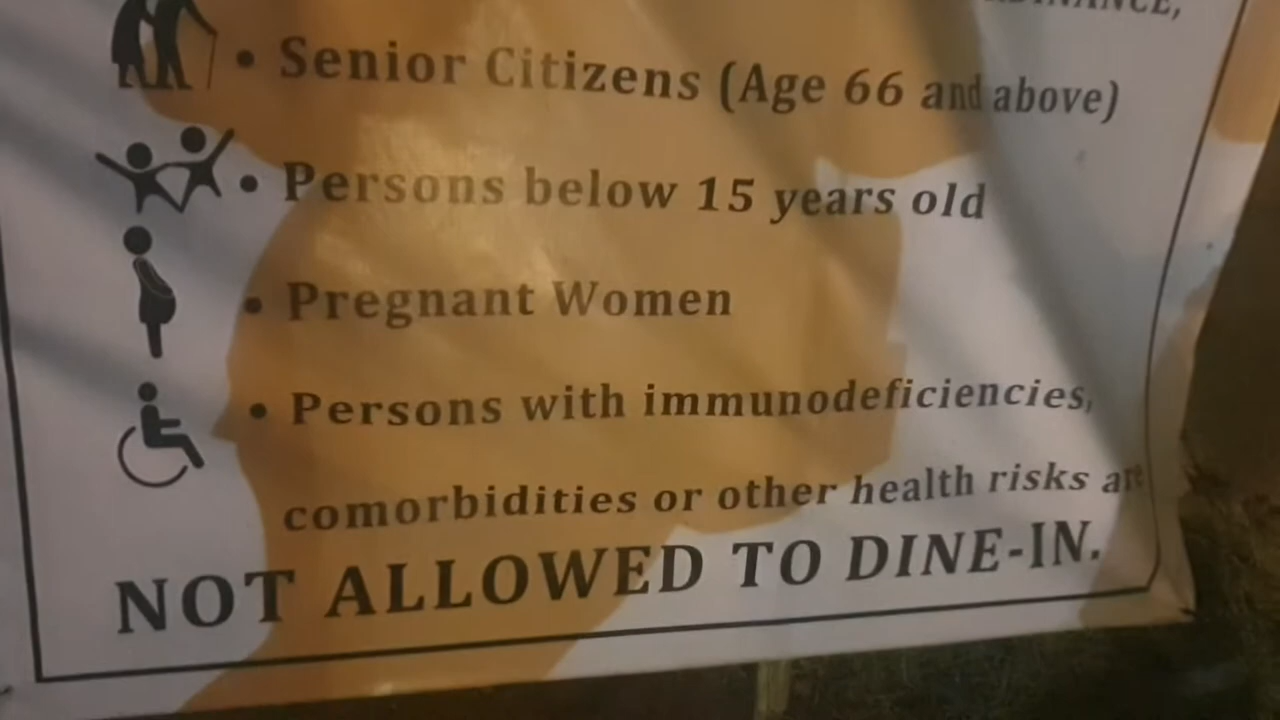 • Senior Citizens (Age 66 and above)
• Persons below 15 years old
• Pregnant Women
• Persons with immunodeficiencies,
comorbidities or other health risks are
NOT ALLOWED TO DINE-IN.